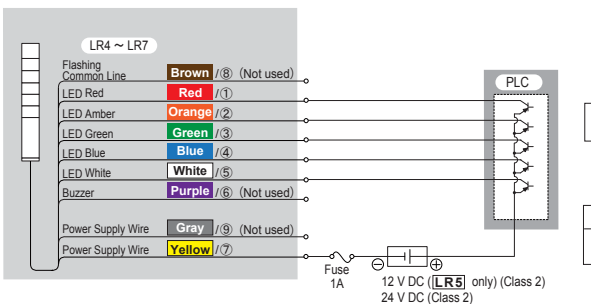 LR4 ~ LR7
Flashing
Common Line Brown /⑧ (Not used)
LED Red Red /①
LED Amber Orange /②
LED Green Green /③
LED Blue Blue /④
LED White White /⑤
Buzzer Purple /⑥ (Not used)
Power Supply Wire Gray /⑨ (Not used)
Power Supply Wire Yellow /⑦
PLC
Fuse
1A
⊖ ⊕
12 V DC (LR5 only) (Class 2)
24 V DC (Class 2)